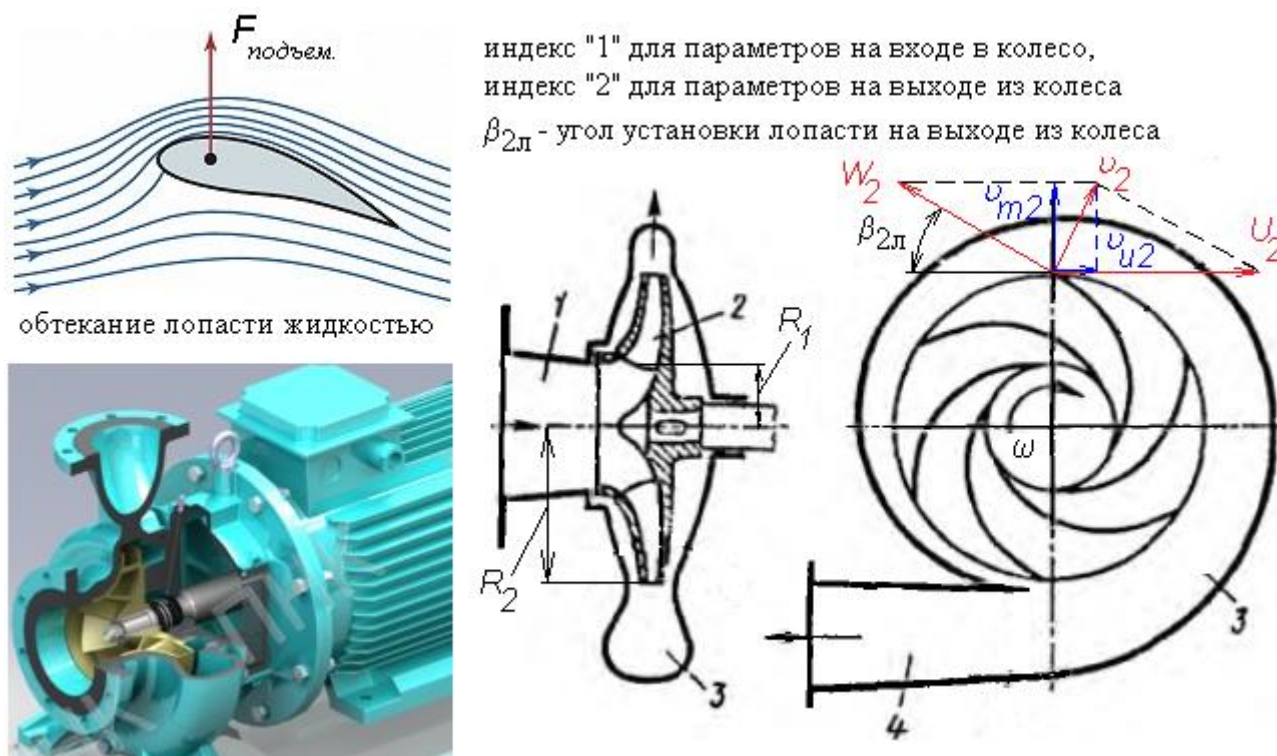 F подъем.
обтекание лопасти жидкостью
индекс "1" для параметров на входе в колесо,
индекс "2" для параметров на выходе из колеса
β2л - угол установки лопасти на выходе из колеса
W2
υm2
υ2
β2л
υu2
U2
1
2
R1
R2
3
ω
3
4